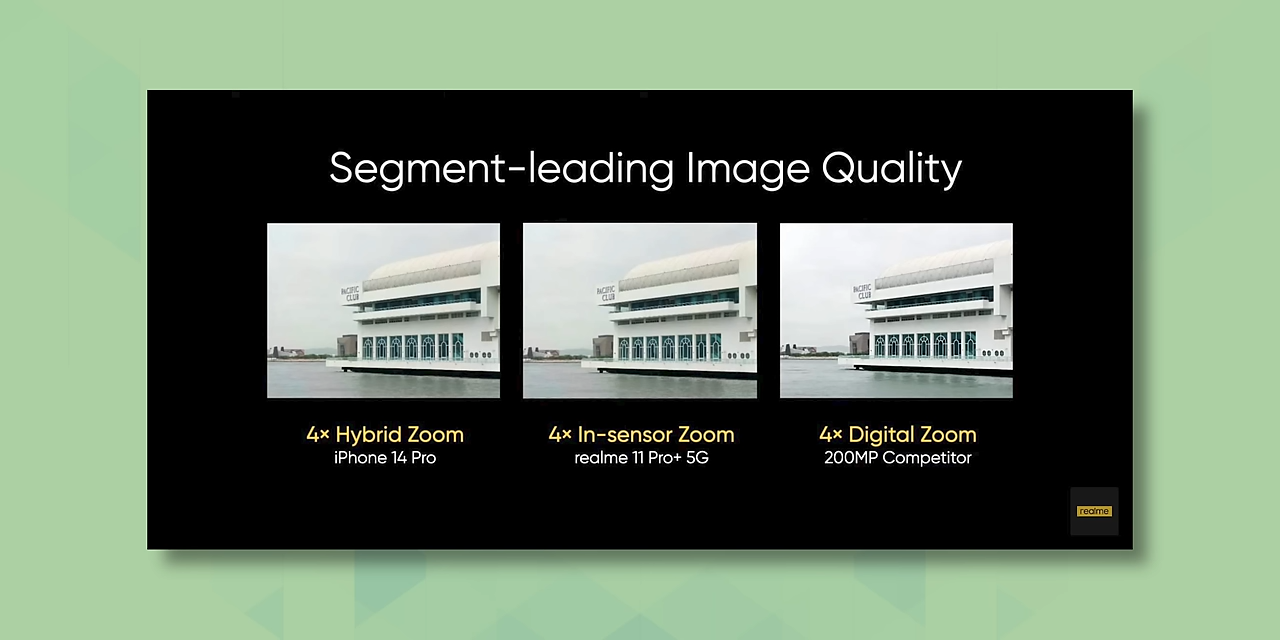 Segment-leading Image Quality
PACIFIC
CLUB
PACIFIC
CLUB
PACIFIC
CLUB
4× Hybrid Zoom
iPhone 14 Pro
4× In-sensor Zoom
realme 11 Pro+ 5G
4× Digital Zoom
200MP Competitor
realme